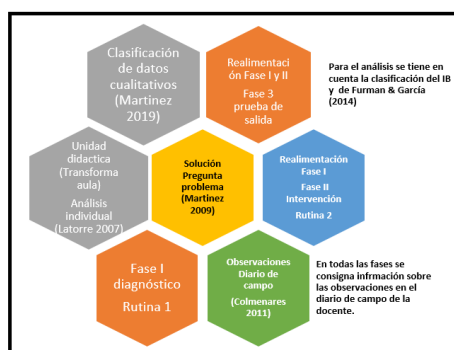 Clasificación
de datos
cualitativos
(Martinez
2019)
Realimentaci
ón Fase I y II
Fase 3
prueba de
salida
Para el análisis se tiene en
cuenta la clasificación del IB
y de Furman & García
(2014)
Unidad
didactica
(Transforma
aula)
Análisis
individual
(Latorre 2007)
Solución
Pregunta
problema
(Martinez
2009)
Realimentación
Fase I
Fase II
Intervención
Rutina 2
Fase I
diagnóstico
Rutina 1
Observaciones
Diario de
campo
(Colmenares
2011)
En todas las fases se
consigna infrmación sobre
las observaciones en el
diario de campo de la
docente.